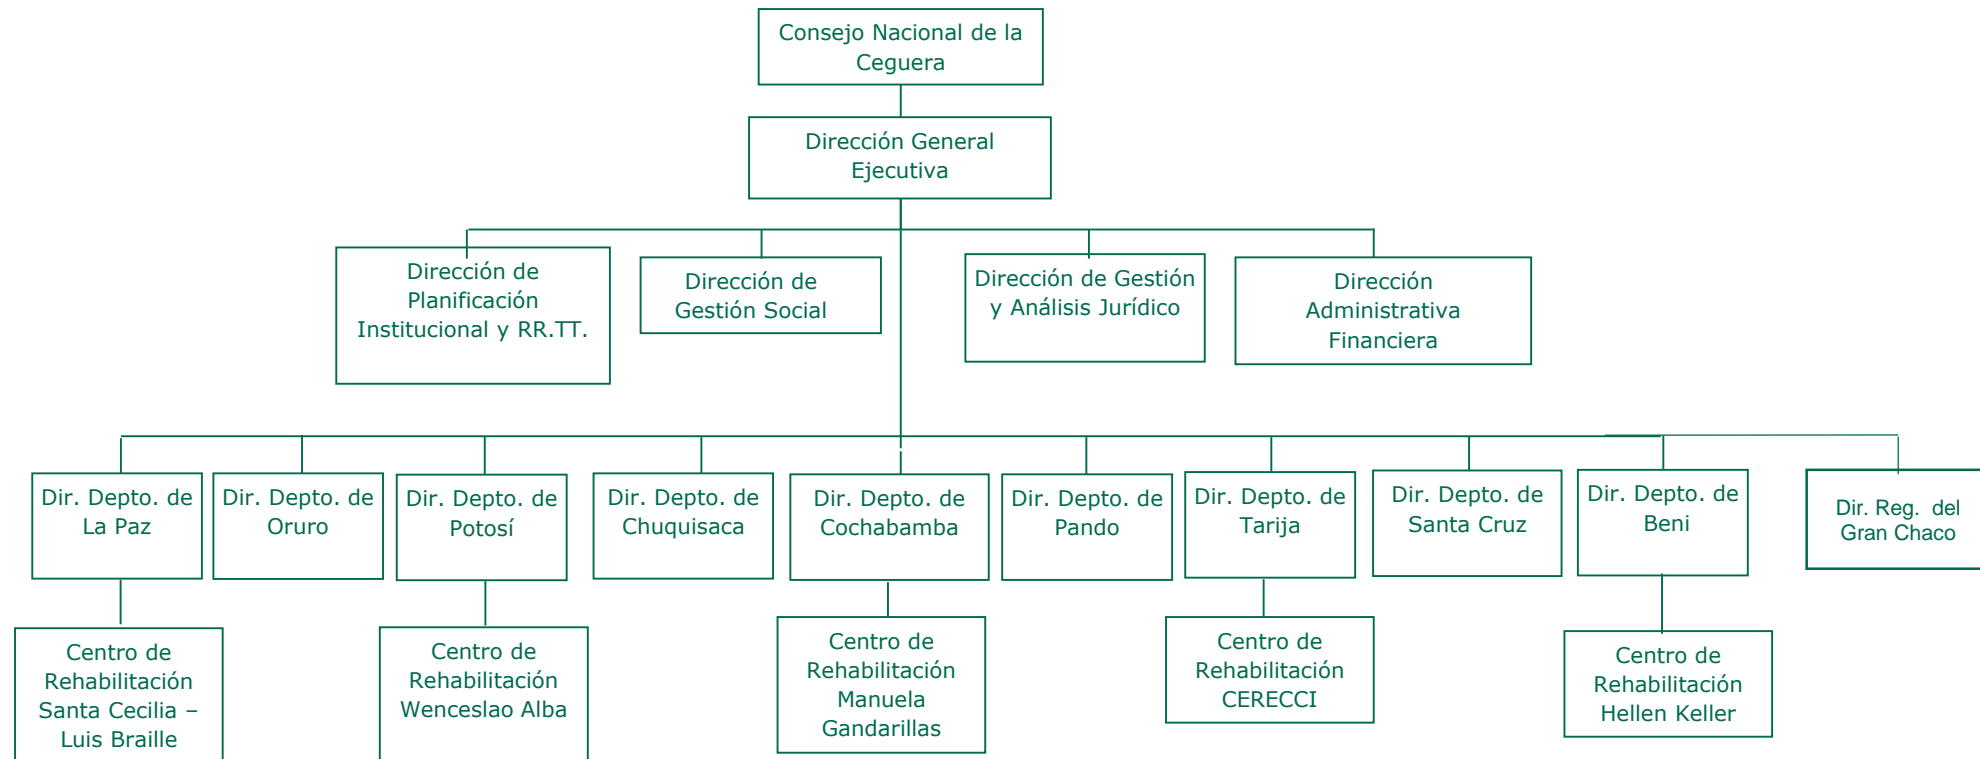 Consejo Nacional de la
Ceguera
Dirección General
Ejecutiva
Dirección de
Planificación
Institucional y RR.TT.
Dirección de
Gestión Social
Dirección de Gestión
y Análisis Jurídico
Dirección
Administrativa
Financiera
Dir. Depto. de
La Paz
Dir. Depto. de
Oruro
Dir. Depto. de
Potosí
Dir. Depto. de
Chuquisaca
Dir. Depto. de
Cochabamba
Dir. Depto. de
Pando
Dir. Depto. de
Tarija
Dir. Depto. de
Santa Cruz
Dir. Depto. de
Beni
Dir. Reg. del
Gran Chaco
Centro de
Rehabilitación
Santa Cecilia –
Luis Braille
Centro de
Rehabilitación
Wenceslao Alba
Centro de
Rehabilitación
Manuela
Gandarillas
Centro de
Rehabilitación
CERECCI
Centro de
Rehabilitación
Hellen Keller